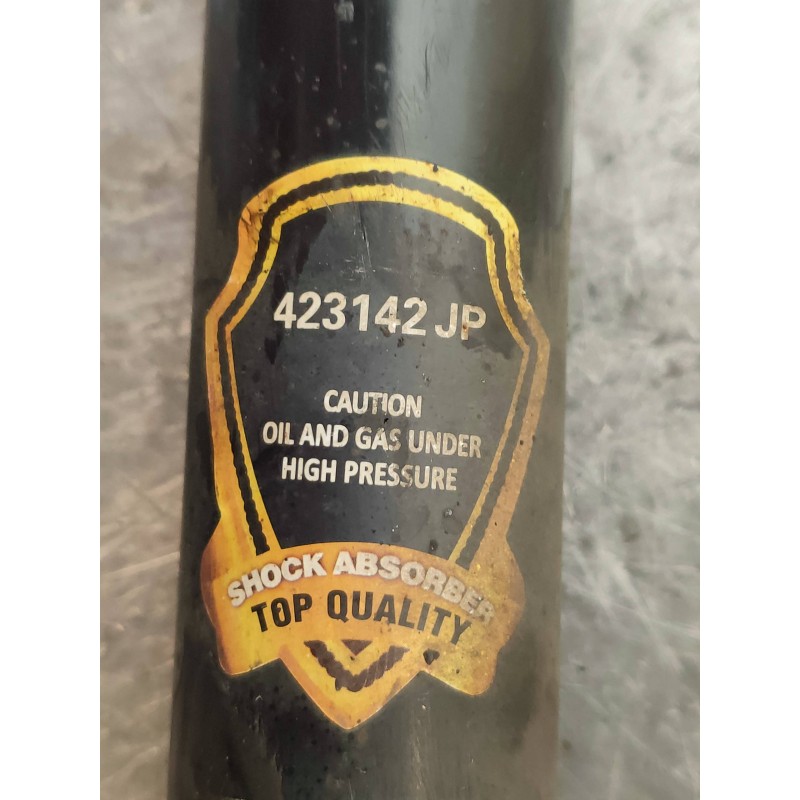 423142 JP
CAUTION
OIL AND GAS UNDER
HIGH PRESSURE
SHOCK ABSORBER
TOP QUALITY